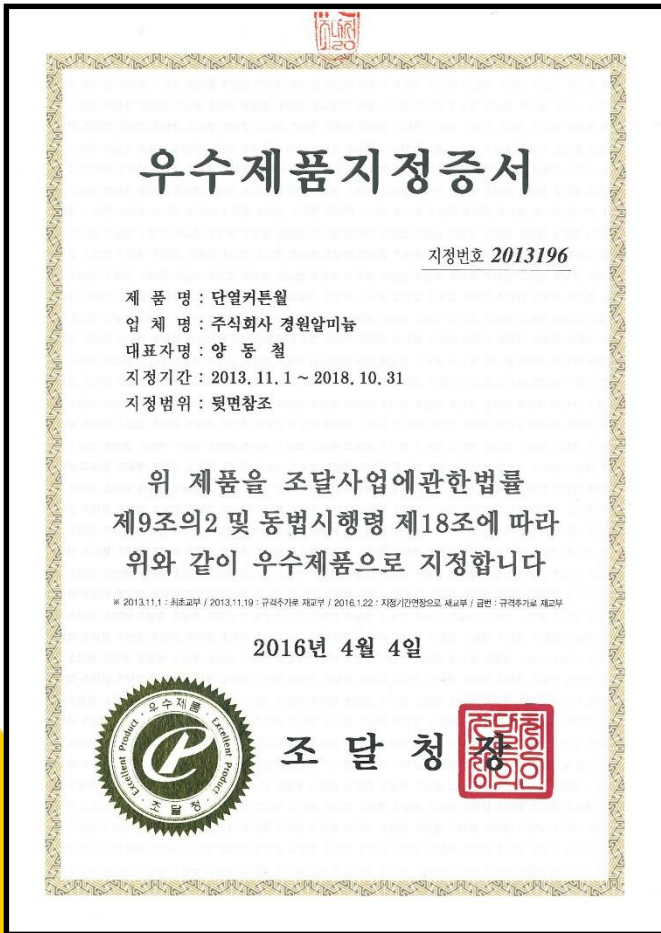 우수제품지정증서
지정번호 2013196
제 품 명 : 단열커튼월
업 체 명 : 주식회사 경원알미늄
대표자명 : 양 동 철
지정기간 : 2013. 11. 1 ~ 2018. 10. 31
지정범위 : 뒷면참조
위 제품을 조달사업에관한법률
제9조의2 및 동법시행령 제18조에 따라
위와 같이 우수제품으로 지정합니다
※ 2013.11.1 : 최초교부 / 2013.11.19 : 규격추가로 재교부 / 2016.1.22 : 지정기간연장으로 재교부 / 금번 : 규격추가로 재교부
2016년 4월 4일
우수제품 · Excellent Product · 조달청 · Excellent Product
조 달 청 장